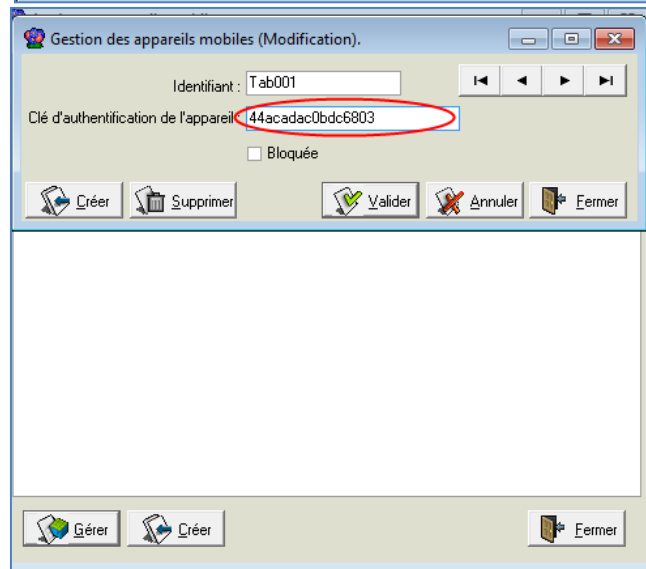 Gestion des appareils mobiles (Modification).
Identifiant : Tab001
Clé d'authentification de l'appareil 44acadac0bdc6803
Bloquée
Créer Supprimer Valider Annuler Fermer
Gérer Créer Fermer